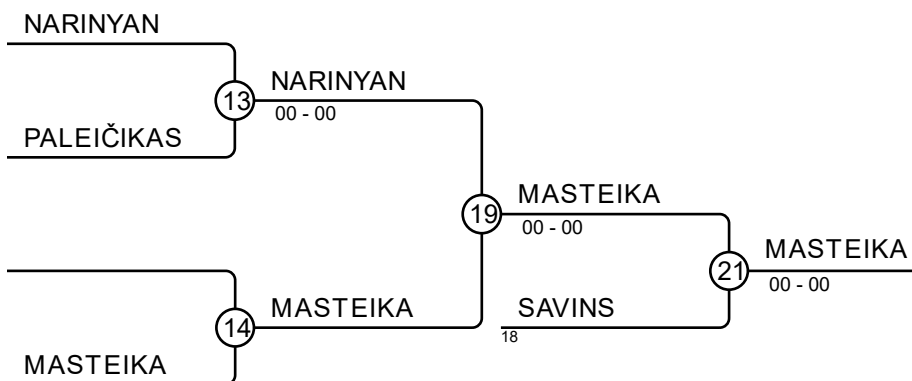 NARINYAN
13
NARINYAN
00 - 00
PALEIČIKAS
19
MASTEIKA
00 - 00
21
MASTEIKA
00 - 00
14
MASTEIKA
SAVINS
18
MASTEIKA